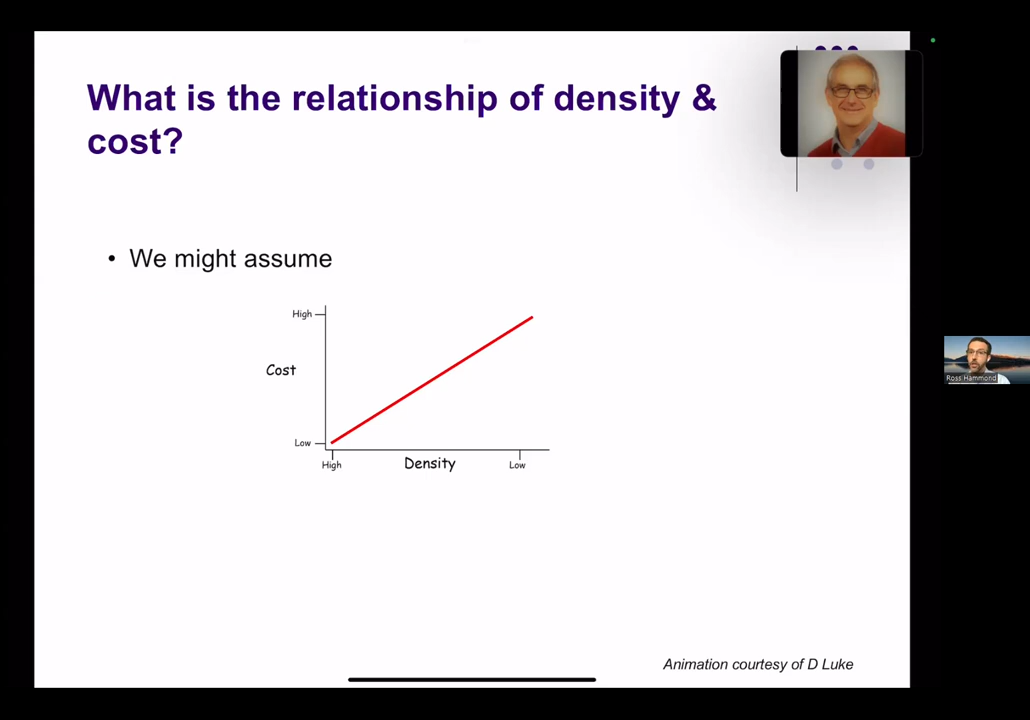 What is the relationship of density &
cost?
• We might assume
High
Cost
Low
High
Density
Low
Ross Hammond
Animation courtesy of D Luke